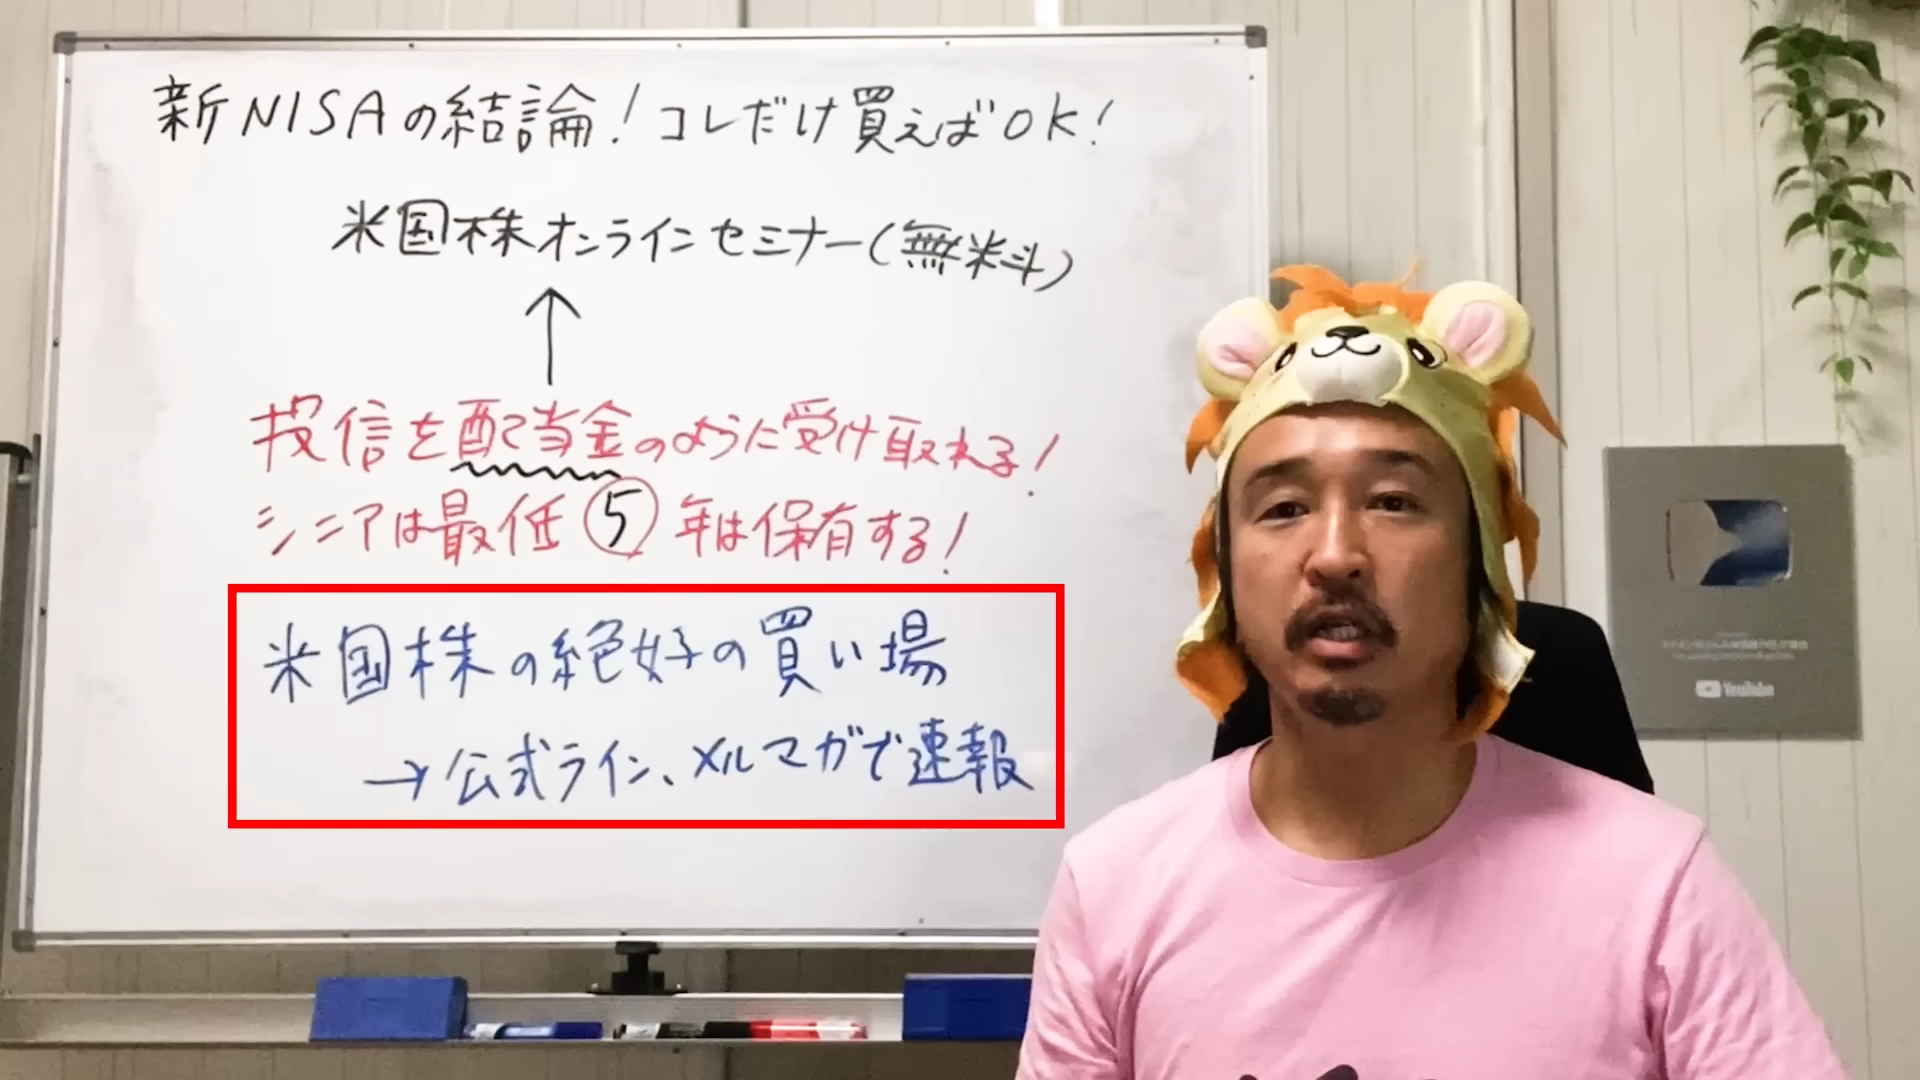 新NISAの結論!コレだけ買えばOK!
米国株オンラインセミナー(無料)
投信を配当金のように受け取れる!
シニアは最低⑤年は保有する!
米国株の絶好の買い場
→公式ライン、メルマガで速報
YouTube